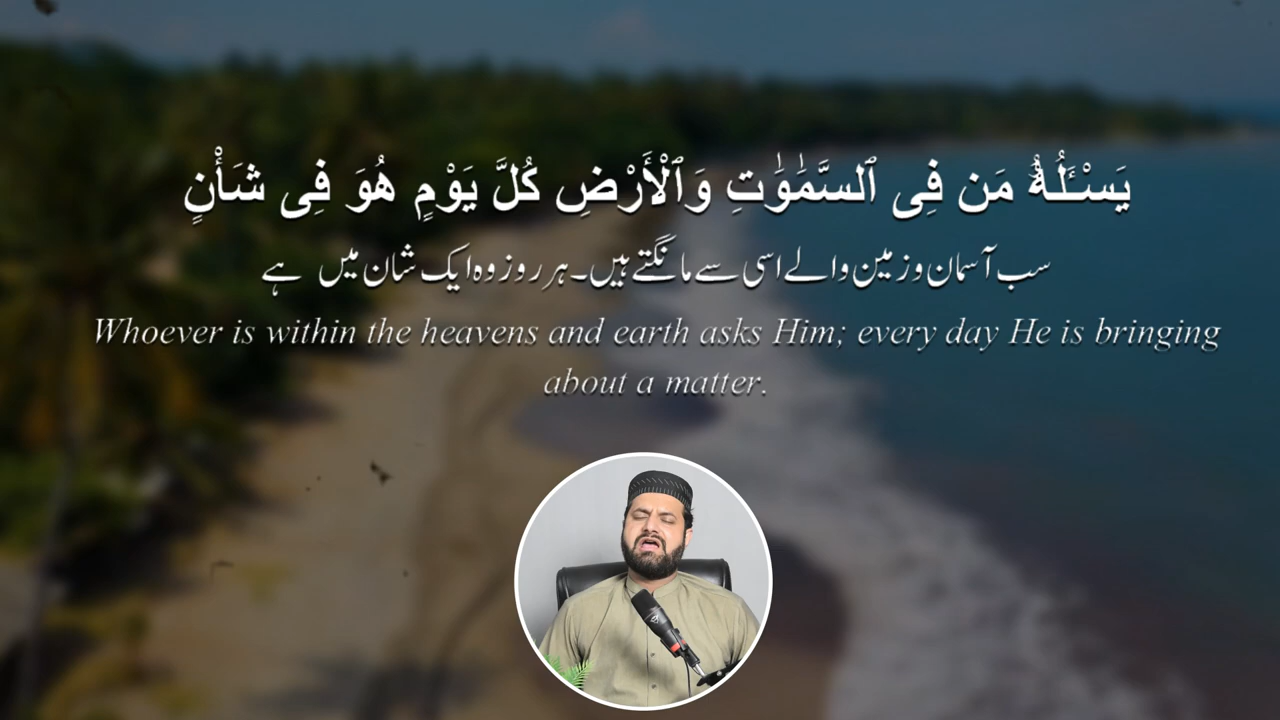 يَسْـَٔلُهُۥ مَن فِى ٱلسَّمَٰوَٰتِ وَٱلْأَرْضِ كُلَّ يَوْمٍ هُوَ فِى شَأْنٍ
سب آسمان و زمین والے اسی سے مانگتے ہیں۔ ہر روز وہ ایک شان میں ہے
Whoever is within the heavens and earth asks Him; every day He is bringing
about a matter.